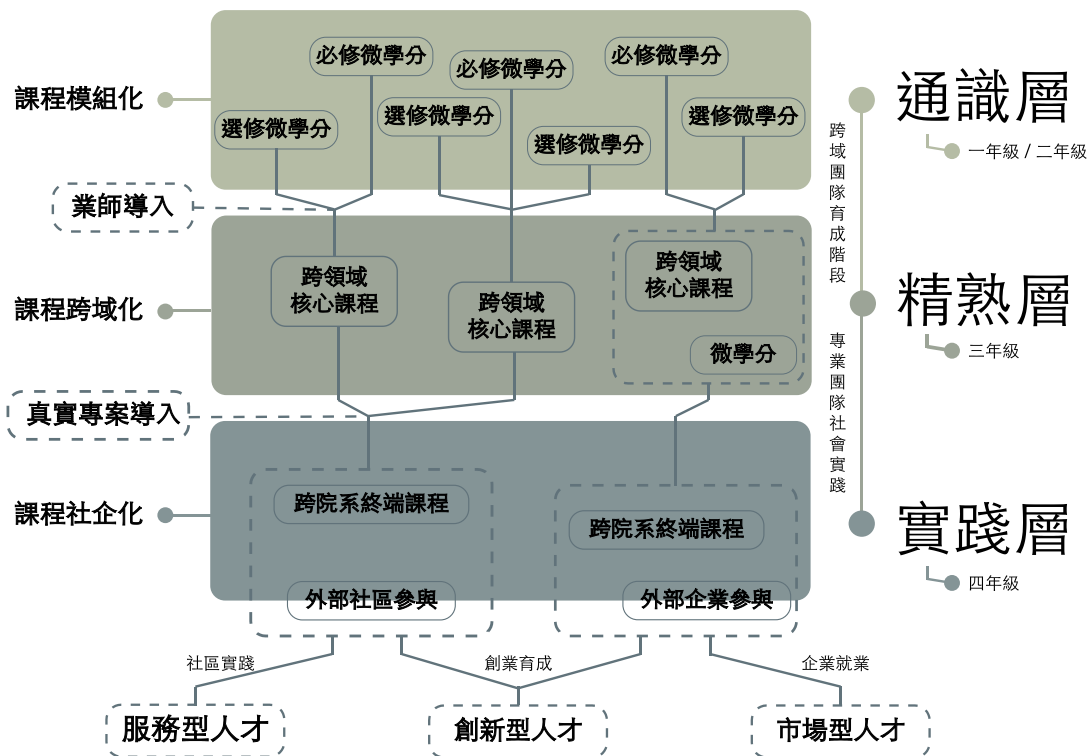 課程模組化
必修微學分
必修微學分
必修微學分
選修微學分
選修微學分
選修微學分
選修微學分
通識層
一年級 / 二年級
跨域團隊育成階段
業師導入
課程跨域化
跨領域
核心課程
跨領域
核心課程
跨領域
核心課程
微學分
精熟層
三年級
專業團隊社會實踐
真實專案導入
課程社企化
跨院系終端課程
外部社區參與
跨院系終端課程
外部企業參與
實踐層
四年級
社區實踐
創業育成
企業就業
服務型人才
創新型人才
市場型人才